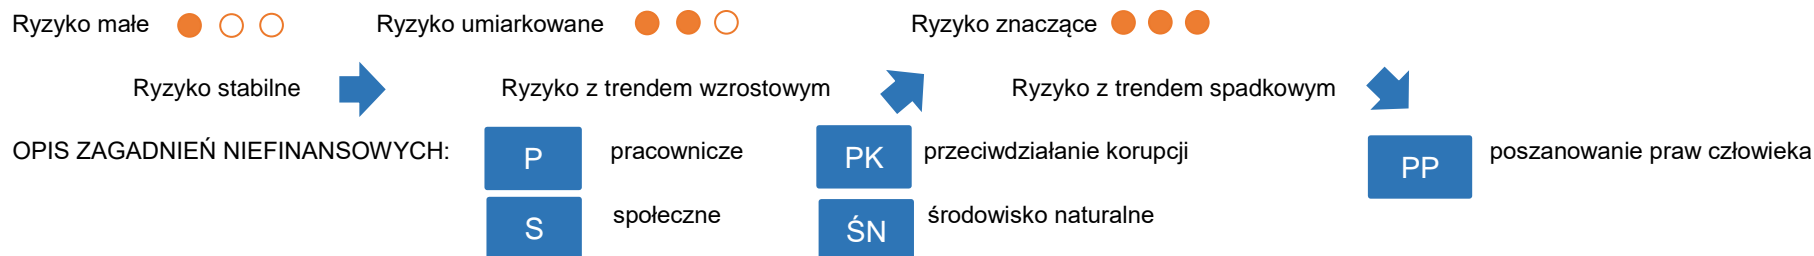 Ryzyko małe Ryzyko umiarkowane Ryzyko znaczące
Ryzyko stabilne Ryzyko z trendem wzrostowym Ryzyko z trendem spadkowym
OPIS ZAGADNIEŃ NIEFINANSOWYCH: P pracownicze PK przeciwdziałanie korupcji PP poszanowanie praw człowieka
S społeczne ŚN środowisko naturalne